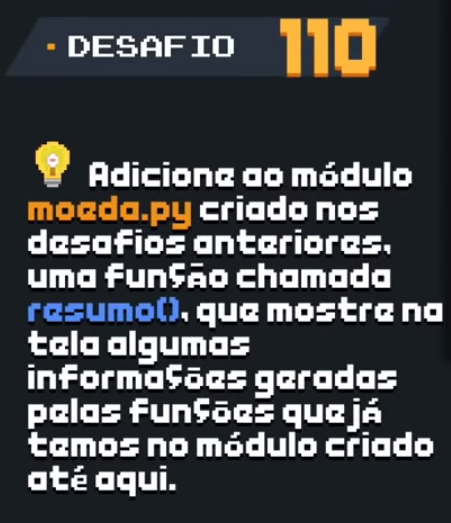 DESAFIO 110
Adicione ao módulo
moeda.py criado nos
desafios anteriores,
uma função chamada
resumo(), que mostre na
tela algumas
informações geradas
pelas funções que já
temos no módulo criado
até aqui.